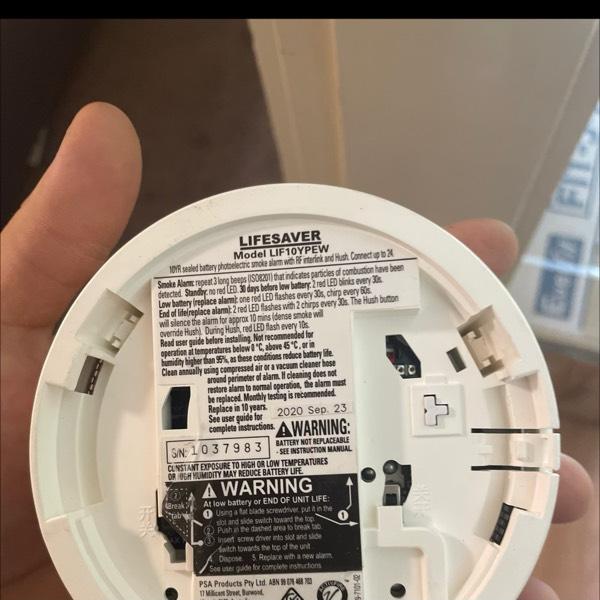 LIFESAVER
Model LIF10YPEW
10YR sealed battery photoelectric smoke alarm with RF interlink and Hush. Connect up to 24
Smoke Alarm: repeat 3 long beeps (ISO8201) that indicates particles of combustion have been
detected. Standby: no red LED. 30 days before low battery: 2 red LED blinks every 30s.
Low battery (replace alarm): one red LED flashes every 30s, chirp every 60s.
End of life(replace alarm): 2 red LED flashes with 2 chirps every 30s. The Hush button
will silence the alarm for approx 10 mins (dense smoke will
override Hush). During Hush, red LED flash every 10s.
Read user guide before installing. Not recommended for
operation at temperatures below 0 °C, above 45 °C, or in
humidity higher than 95%, as these conditions reduce battery life.
Clean annually using compressed air or a vacuum cleaner hose
around perimeter of alarm. If cleaning does not
restore alarm to normal operation, the alarm must
be replaced. Monthly testing is recommended.
Replace in 10 years.
See user guide for
complete instructions.
2020 Sep. 23
WARNING:
BATTERY NOT REPLACEABLE
- SEE INSTRUCTION MANUAL
S/N: 1037983
CONSTANT EXPOSURE TO HIGH OR LOW TEMPERATURES
OR HIGH HUMIDITY MAY REDUCE BATTERY LIFE.
WARNING
At low battery or END OF UNIT LIFE:
1 Using a flat blade screwdriver, put it in the
slot and slide switch toward the top.
2 Push in the dashed area to break tab.
3 Insert screw driver into slot and slide
switch towards the top of the unit
4. Dispose. 5. Replace with a new alarm.
See user guide for complete instructions
Break
tab
开
关
PSA Products Pty Ltd. ABN 99 076 468 703
17 Millicent Street, Burwood,